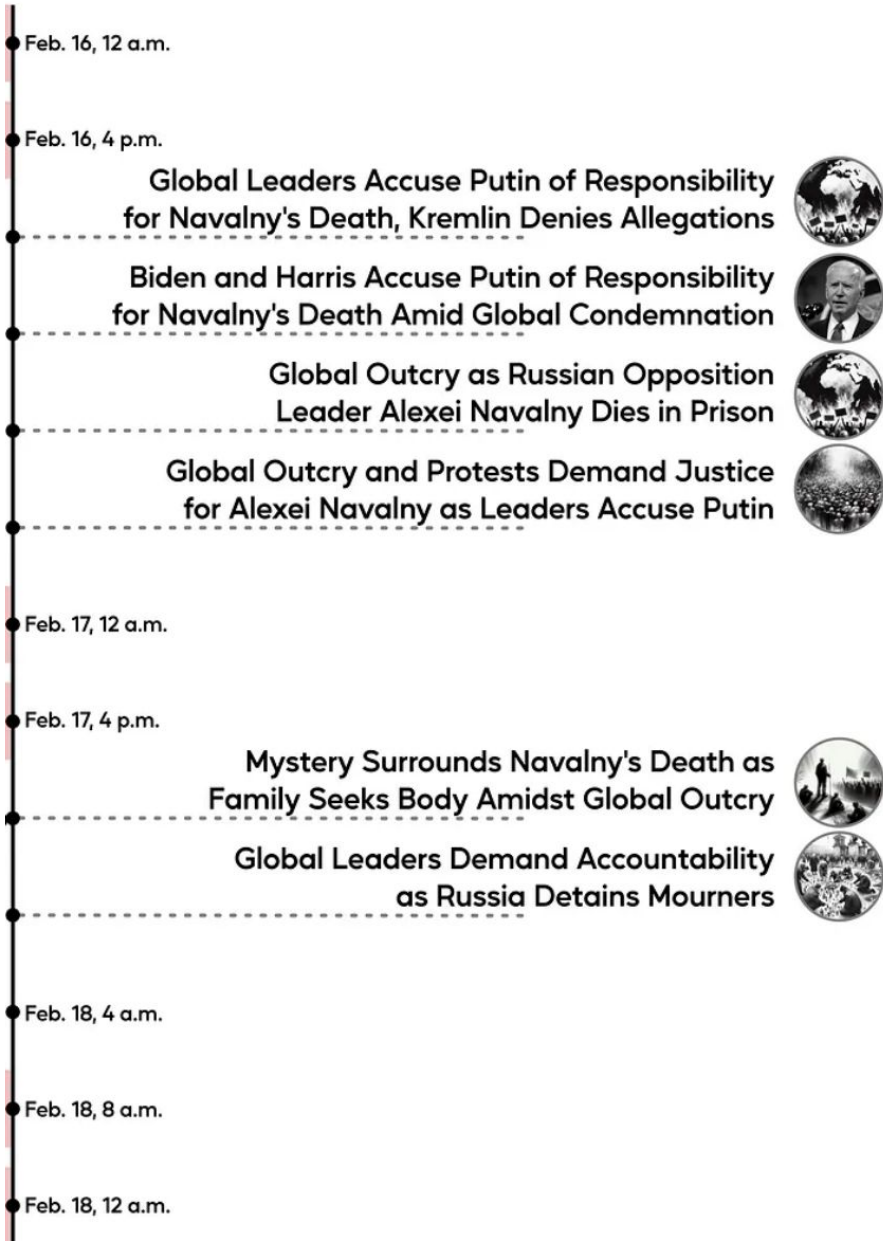 Feb. 16, 12 a.m.
Feb. 16, 4 p.m.
Global Leaders Accuse Putin of Responsibility
for Navalny's Death, Kremlin Denies Allegations
Biden and Harris Accuse Putin of Responsibility
for Navalny's Death Amid Global Condemnation
Global Outcry as Russian Opposition
Leader Alexei Navalny Dies in Prison
Global Outcry and Protests Demand Justice
for Alexei Navalny as Leaders Accuse Putin
Feb. 17, 12 a.m.
Feb. 17, 4 p.m.
Mystery Surrounds Navalny's Death as
Family Seeks Body Amidst Global Outcry
Global Leaders Demand Accountability
as Russia Detains Mourners
Feb. 18, 4 a.m.
Feb. 18, 8 a.m.
Feb. 18, 12 a.m.